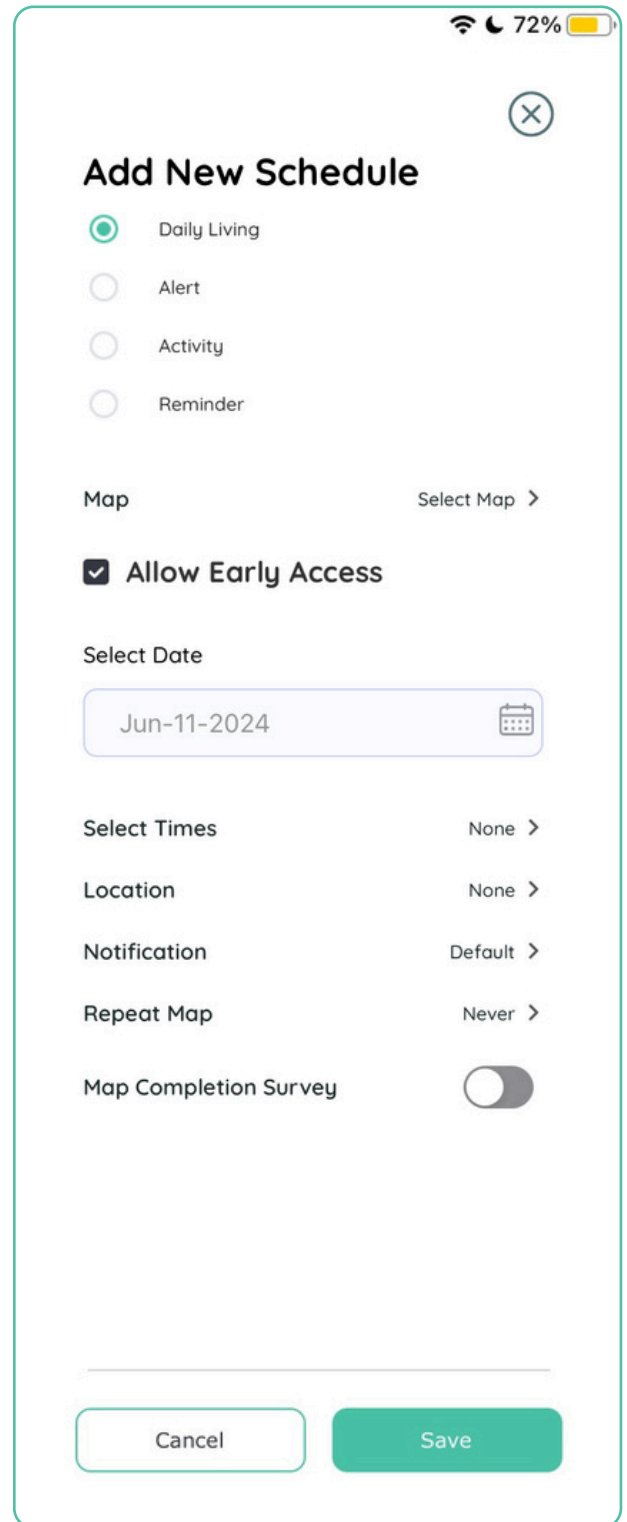 72%
Add New Schedule
Daily Living
Alert
Activity
Reminder
Map Select Map
Allow Early Access
Select Date
Jun-11-2024
Select Times None
Location None
Notification Default
Repeat Map Never
Map Completion Survey
Cancel Save